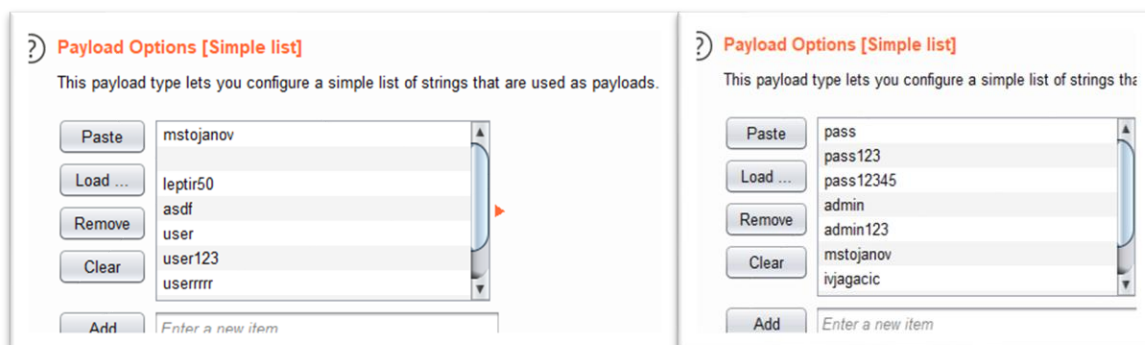 ? Payload Options [Simple list]
This payload type lets you configure a simple list of strings that are used as payloads.
Paste
Load ...
Remove
Clear
Add
mstojanov
leptir50
asdf
user
user123
userrrrr
Enter a new item
? Payload Options [Simple list]
This payload type lets you configure a simple list of strings tha
Paste
Load ...
Remove
Clear
Add
pass
pass123
pass12345
admin
admin123
mstojanov
ivjagacic
Enter a new item